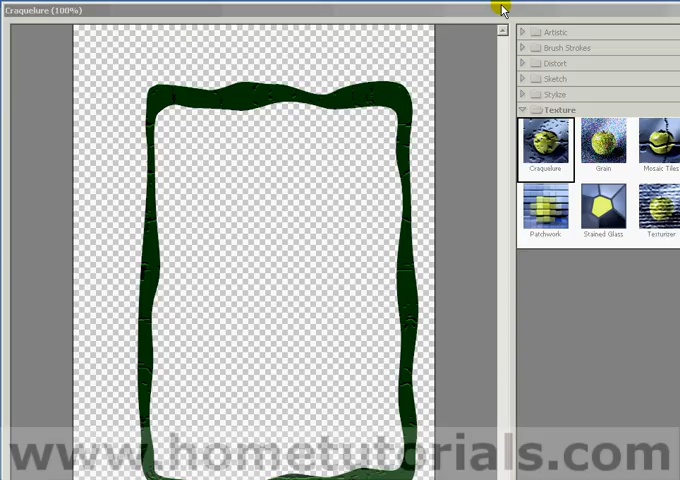 Craquelure (100%)
Artistic
Brush Strokes
Distort
Sketch
Stylize
Texture
Craquelure Grain Mosaic Tiles
Patchwork Stained Glass Texturizer
www.hometutorials.com